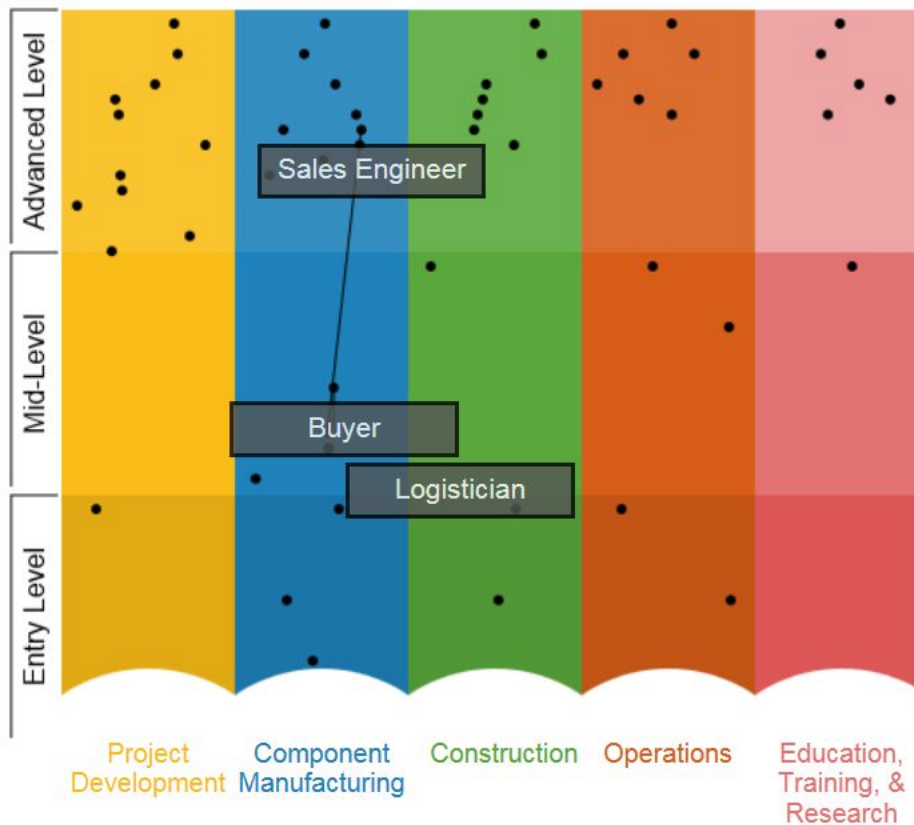 Advanced Level
Sales Engineer
Mid-Level
Buyer
Logistician
Entry Level
Project
Development
Component
Manufacturing
Construction
Operations
Education,
Training, &
Research